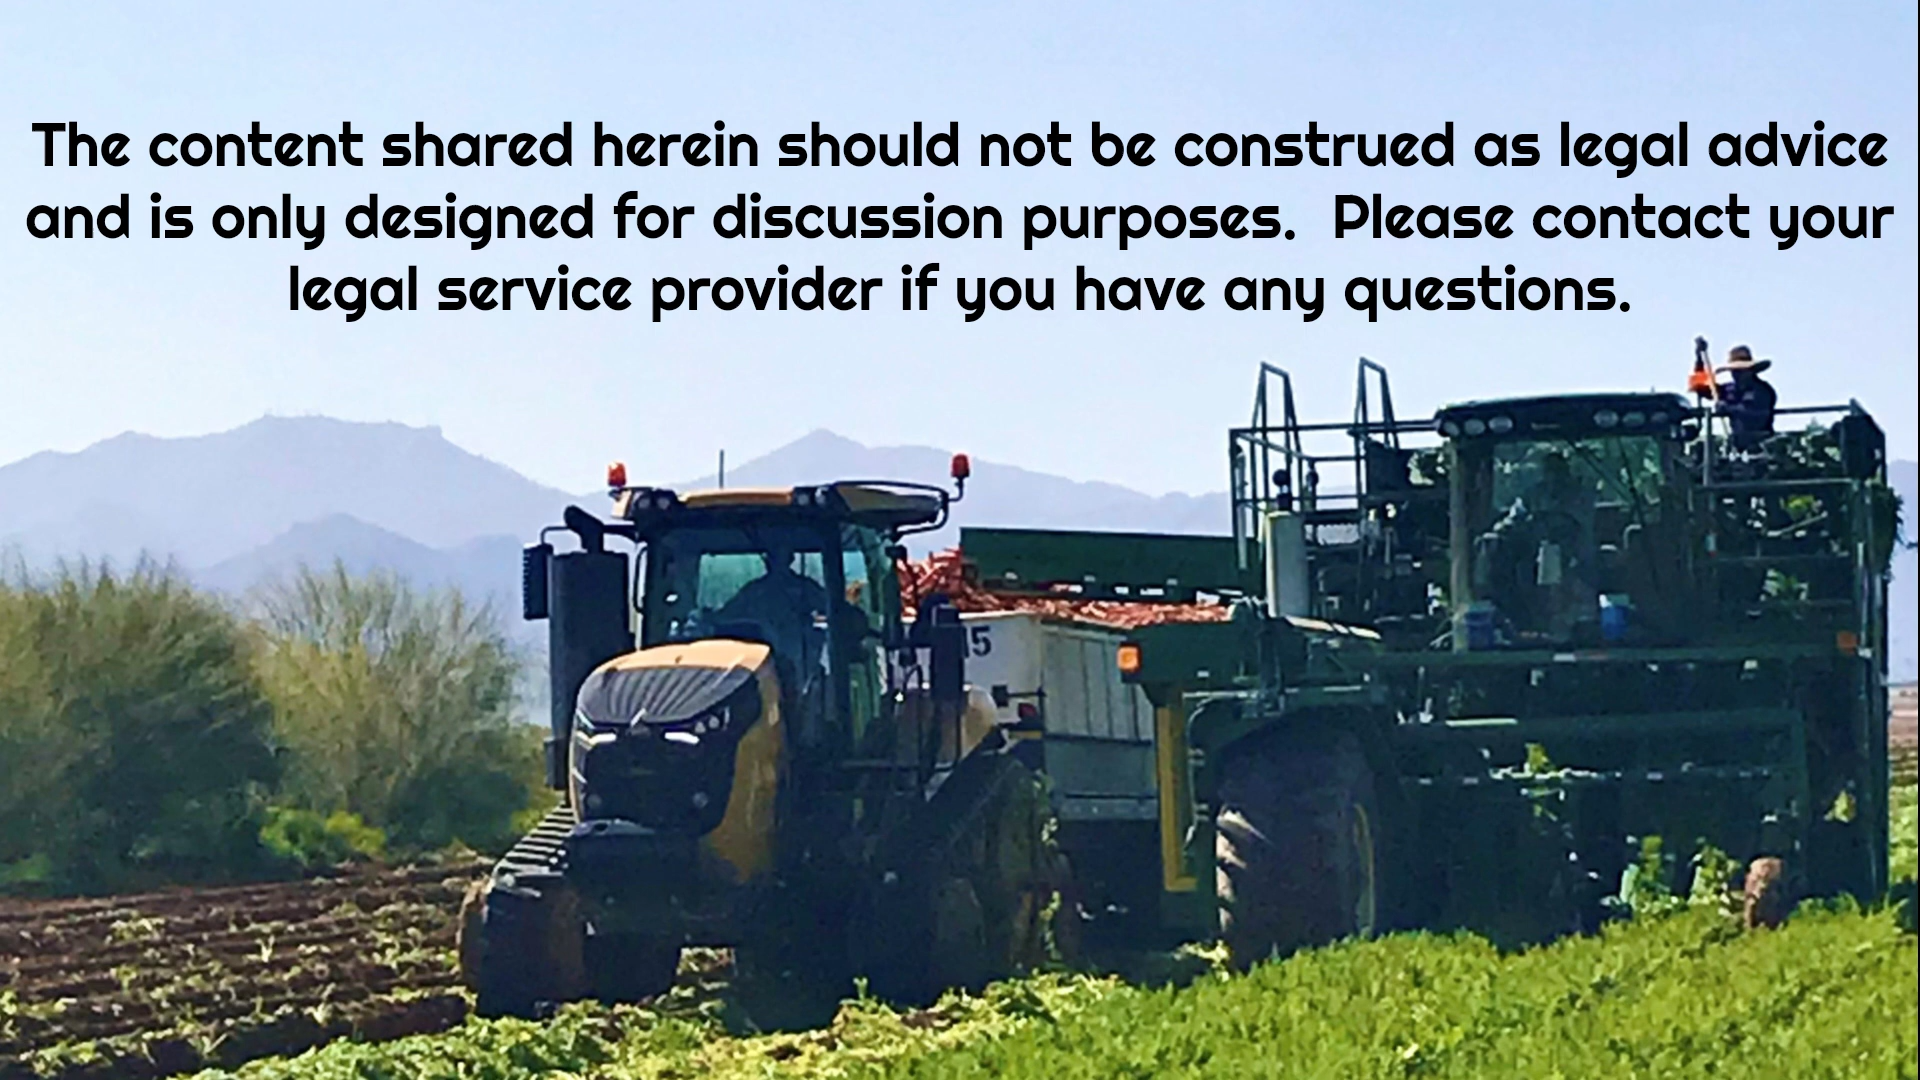 The content shared herein should not be construed as legal advice
and is only designed for discussion purposes.  Please contact your
legal service provider if you have any questions.
15